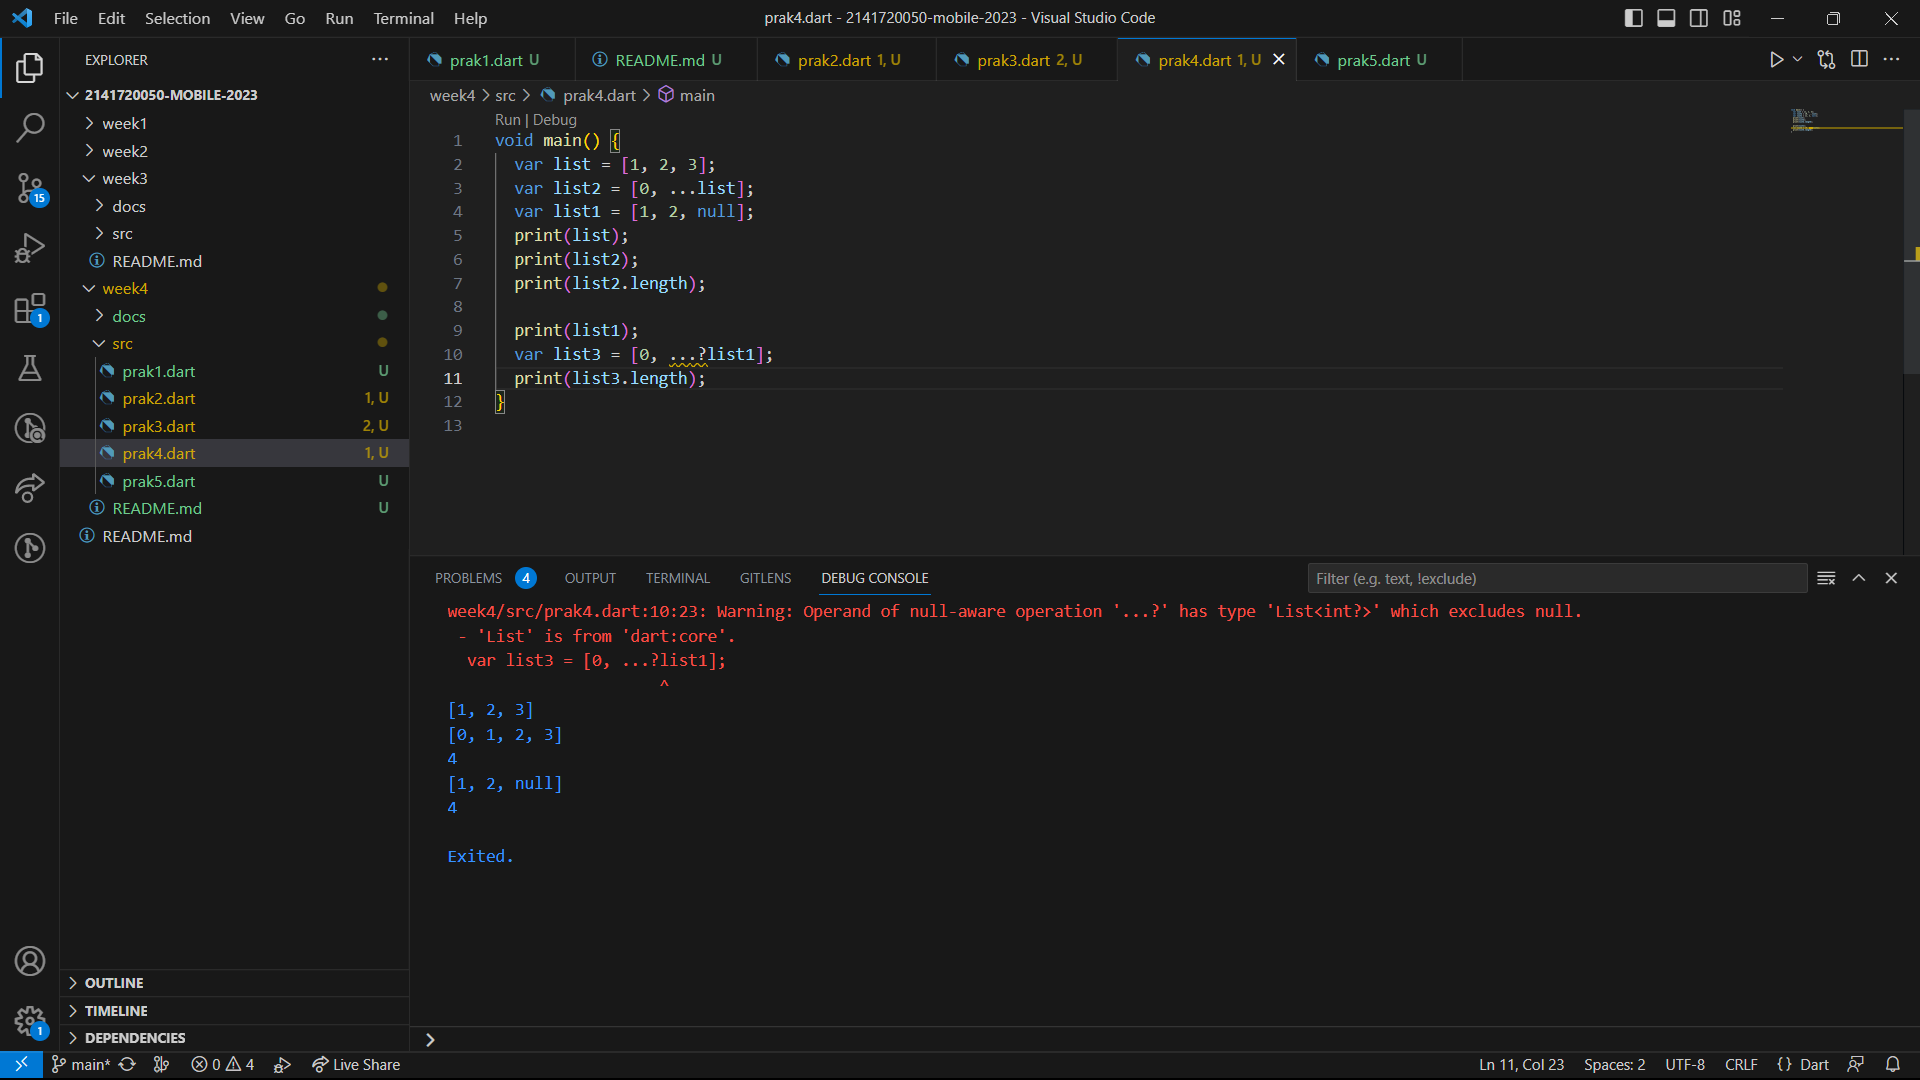 File Edit Selection View Go Run Terminal Help
prak4.dart - 2141720050-mobile-2023 - Visual Studio Code
EXPLORER
2141720050-MOBILE-2023
week1
week2
week3
docs
src
README.md
week4
docs
src
prak1.dart U
prak2.dart 1, U
prak3.dart 2, U
prak4.dart 1, U
prak5.dart U
README.md U
README.md
OUTLINE
TIMELINE
DEPENDENCIES
15
1
1
prak1.dart U README.md U prak2.dart 1, U prak3.dart 2, U prak4.dart 1, U prak5.dart U
week4 > src > prak4.dart > main
Run | Debug
1 void main() {
2 var list = [1, 2, 3];
3 var list2 = [0, ...list];
4 var list1 = [1, 2, null];
5 print(list);
6 print(list2);
7 print(list2.length);
8
9 print(list1);
10 var list3 = [0, ...?list1];
11 print(list3.length);
12 }
13
PROBLEMS 4 OUTPUT TERMINAL GITLENS DEBUG CONSOLE
Filter (e.g. text, !exclude)
week4/src/prak4.dart:10:23: Warning: Operand of null-aware operation '...?' has type 'List<int?>' which excludes null.
- 'List' is from 'dart:core'.
var list3 = [0, ...?list1];
^
[1, 2, 3]
[0, 1, 2, 3]
4
[1, 2, null]
4
Exited.
main* 0 4 Live Share
Ln 11, Col 23 Spaces: 2 UTF-8 CRLF {} Dart